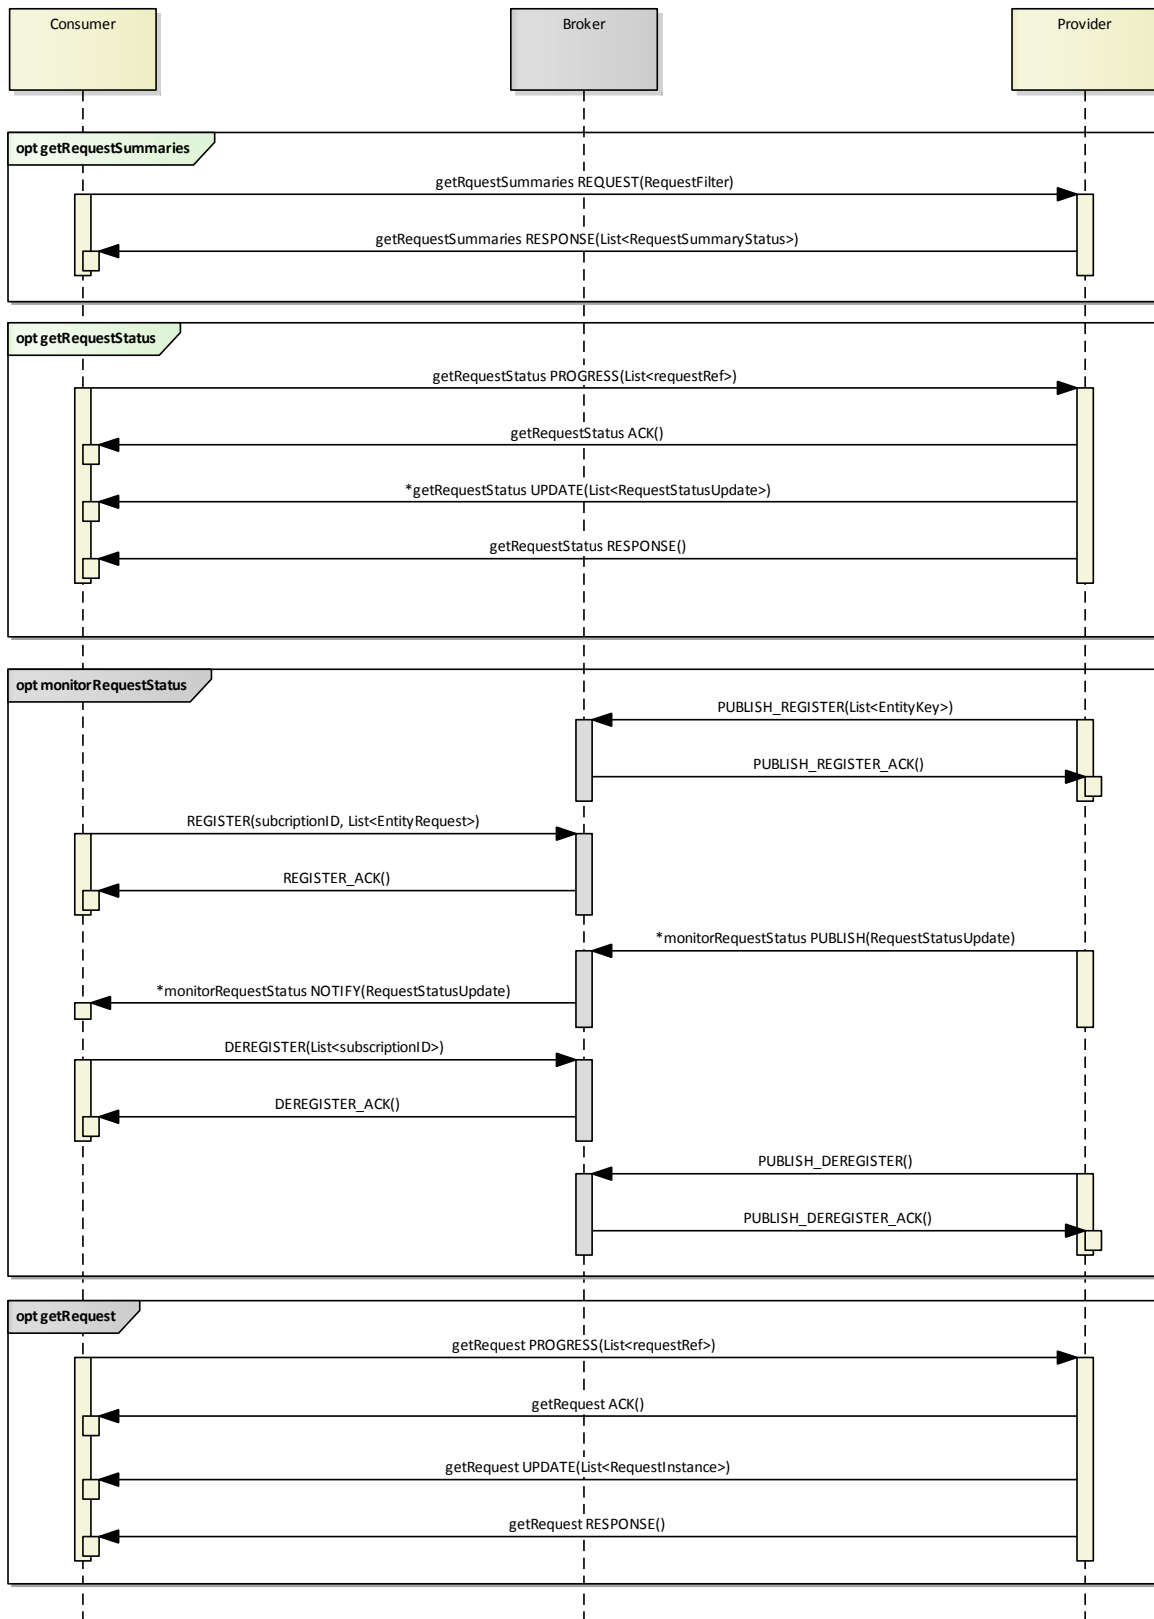 Consumer
Broker
Provider
opt getRequestSummaries
getRquestSummaries REQUEST(RequestFilter)
getRequestSummaries RESPONSE(List<RequestSummaryStatus>)
opt getRequestStatus
getRequestStatus PROGRESS(List<requestRef>)
getRequestStatus ACK()
*getRequestStatus UPDATE(List<RequestStatusUpdate>)
getRequestStatus RESPONSE()
opt monitorRequestStatus
PUBLISH_REGISTER(List<EntityKey>)
PUBLISH_REGISTER_ACK()
REGISTER(subcriptionID, List<EntityRequest>)
REGISTER_ACK()
*monitorRequestStatus PUBLISH(RequestStatusUpdate)
*monitorRequestStatus NOTIFY(RequestStatusUpdate)
DEREGISTER(List<subscriptionID>)
DEREGISTER_ACK()
PUBLISH_DEREGISTER()
PUBLISH_DEREGISTER_ACK()
opt getRequest
getRequest PROGRESS(List<requestRef>)
getRequest ACK()
getRequest UPDATE(List<RequestInstance>)
getRequest RESPONSE()